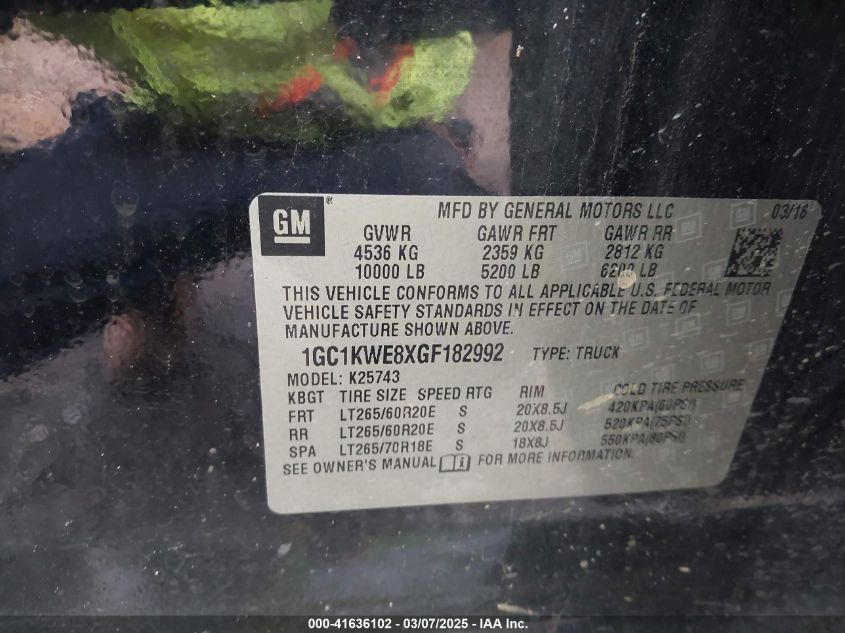 GM ® MFD BY GENERAL MOTORS LLC 03/16
GVWR GAWR FRT GAWR RR
4536 KG 2359 KG 2812 KG
10000 LB 5200 LB 6200 LB
THIS VEHICLE CONFORMS TO ALL APPLICABLE U.S. FEDERAL MOTOR
VEHICLE SAFETY STANDARDS IN EFFECT ON THE DATE OF
MANUFACTURE SHOWN ABOVE.
1GC1KWE8XGF182992 TYPE: TRUCK
MODEL: K25743
KBGT TIRE SIZE SPEED RTG RIM COLD TIRE PRESSURE
FRT LT265/60R20E S 20X8.5J 420KPA(60PSI)
RR LT265/60R20E S 20X8.5J 520KPA(75PSI)
SPA LT265/70R18E S 18X8J 550KPA(80PSI)
SEE OWNER'S MANUAL FOR MORE INFORMATION.
000-41636102 - 03/07/2025 - IAA Inc.